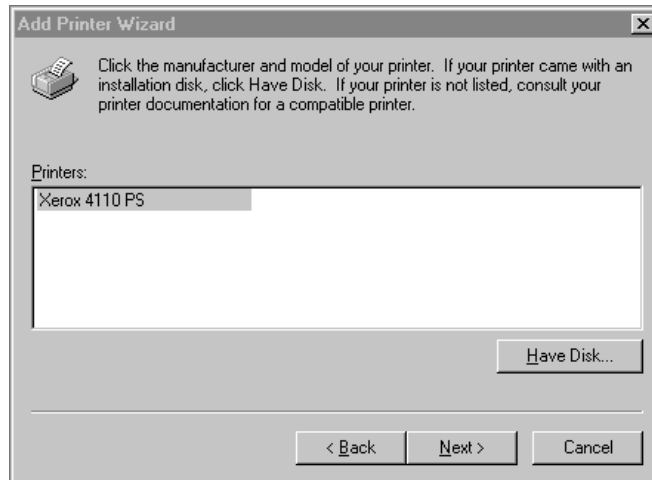 Add Printer Wizard
Click the manufacturer and model of your printer. If your printer came with an
installation disk, click Have Disk. If your printer is not listed, consult your
printer documentation for a compatible printer.
Printers:
Xerox 4110 PS
Have Disk...
< Back
Next >
Cancel